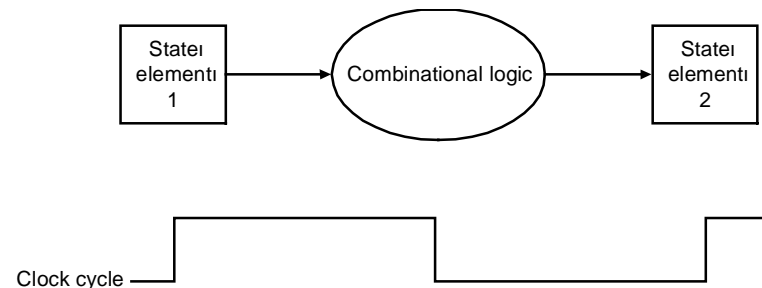 Stateı
elementı
1
Combinational logic
Stateı
elementı
2
Clock cycle